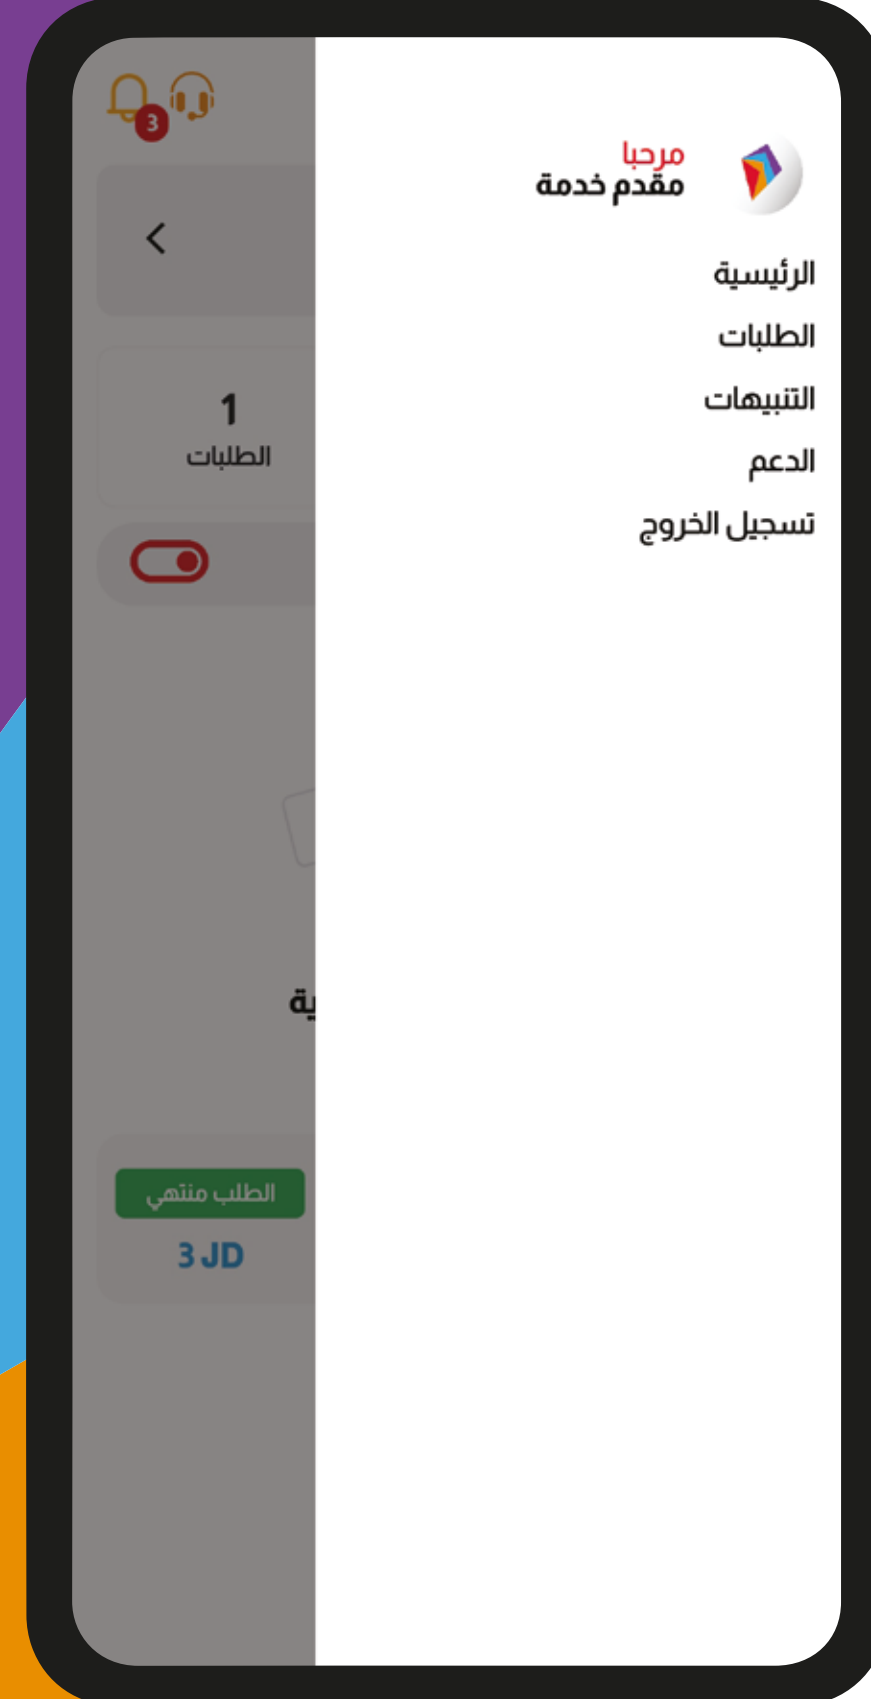 3
مرحبا
مقدم خدمة
الرئيسية
الطلبات
التنبيهات
الدعم
تسجيل الخروج
1
الطلبات
الطلب منتهي
3 JD